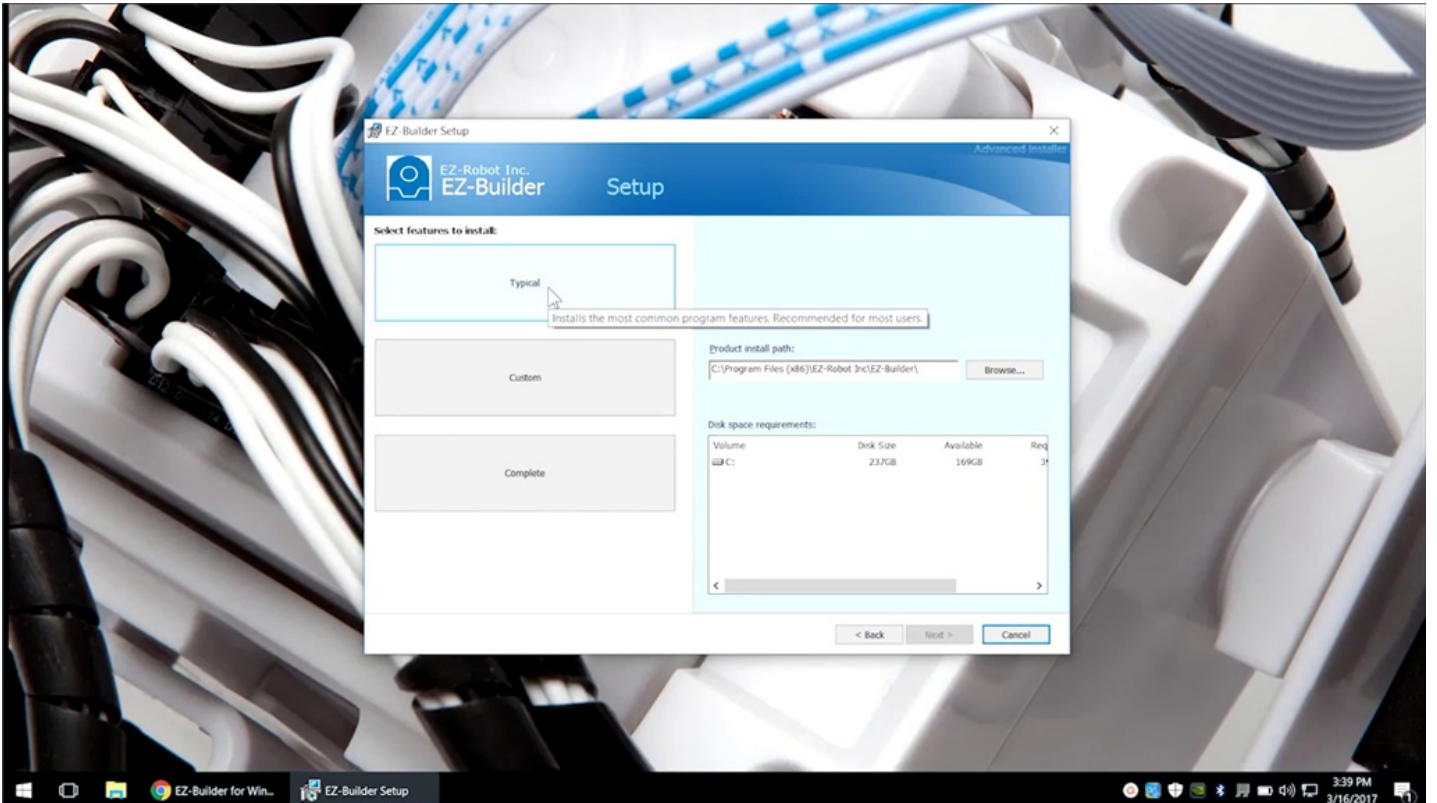 EZ-Builder Setup
Advanced Installer
EZ-Robot Inc.
EZ-Builder
Setup
Select features to install:
Typical
Installs the most common program features. Recommended for most users.
Product install path:
C:\Program Files (x86)\EZ-Robot Inc\EZ-Builder\
Browse...
Custom
Disk space requirements:
Volume Disk Size Available Req
C: 237GB 169GB
Complete
< Back Next > Cancel
EZ-Builder for Win...
EZ-Builder Setup
3:39 PM
3/16/2017